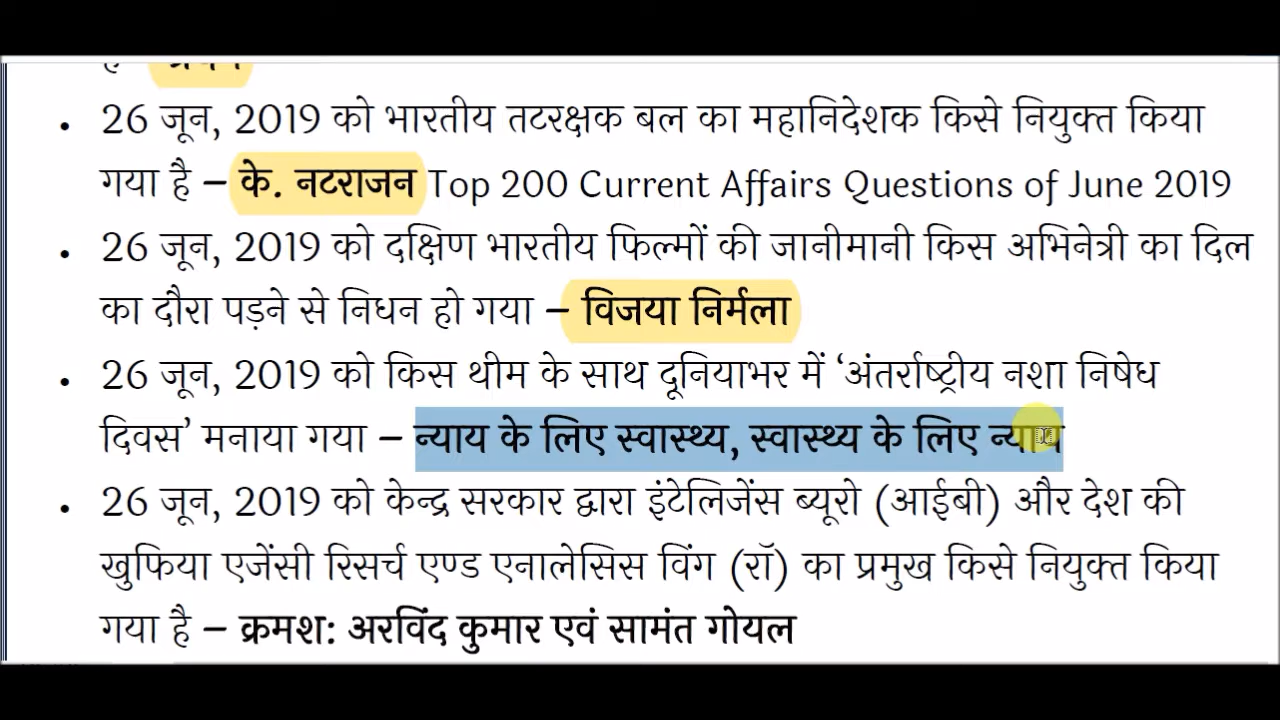 26 जून, 2019 को भारतीय तटरक्षक बल का महानिदेशक किसे नियुक्त किया
गया है – के. नटराजन Top 200 Current Affairs Questions of June 2019
26 जून, 2019 को दक्षिण भारतीय फिल्मों की जानीमानी किस अभिनेत्री का दिल
का दौरा पड़ने से निधन हो गया – विजया निर्मला
26 जून, 2019 को किस थीम के साथ दूनियाभर में ‘अंतर्राष्ट्रीय नशा निषेध
दिवस’ मनाया गया – न्याय के लिए स्वास्थ्य, स्वास्थ्य के लिए न्याय
26 जून, 2019 को केन्द्र सरकार द्वारा इंटेलिजेंस ब्यूरो (आईबी) और देश की
खुफिया एजेंसी रिसर्च एण्ड एनालेसिस विंग (रॉ) का प्रमुख किसे नियुक्त किया
गया है – क्रमश: अरविंद कुमार एवं सामंत गोयल